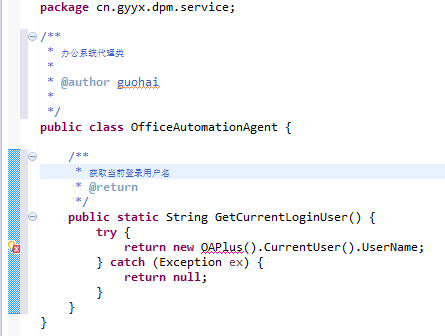 package cn.gyyx.dpm.service;
/**
 * 办公系统代理类
 *
 * @author guohai
 *
 */
public class OfficeAutomationAgent {
    /**
     * 获取当前登录用户名
     * @return
     */
    public static String GetCurrentLoginUser() {
        try {
            return new OAPlus().CurrentUser().UserName;
        } catch (Exception ex) {
            return null;
        }
    }
}